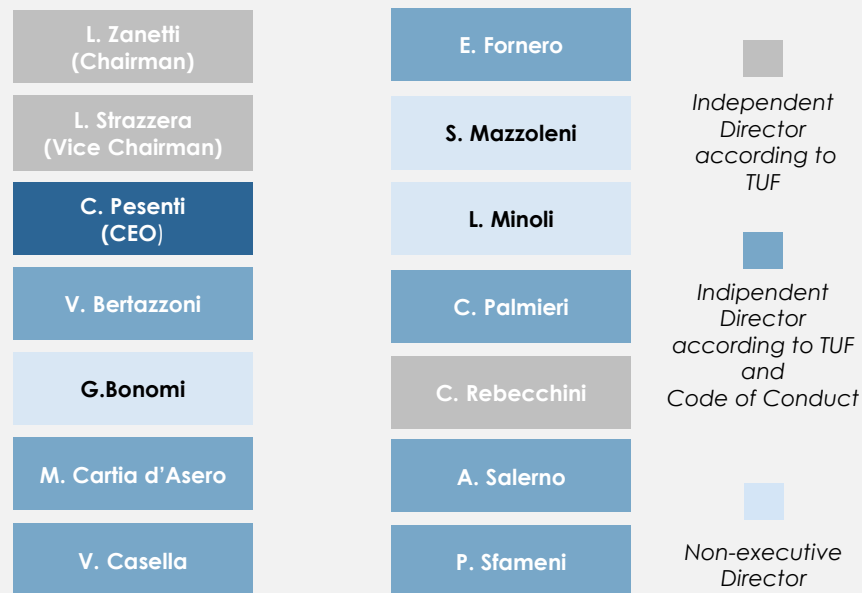 L. Zanetti
(Chairman)
L. Strazzera
(Vice Chairman)
C. Pesenti
(CEO)
V. Bertazzoni
G.Bonomi
M. Cartia d'Asero
V. Casella
E. Fornero
S. Mazzoleni
L. Minoli
C. Palmieri
C. Rebecchini
A. Salerno
P. Sfameni
Independent
Director
according to
TUF
Indipendent
Director
according to TUF
and
Code of Conduct
Non-executive
Director